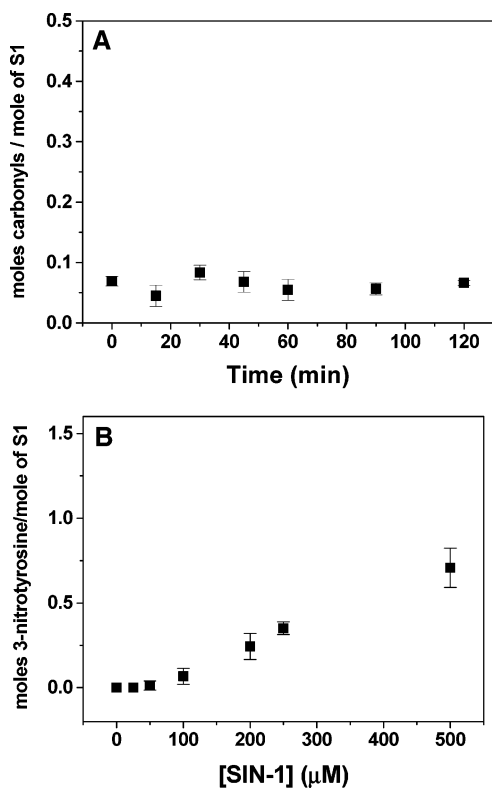 A
moles carbonyls / mole of S1
0.5
0.4
0.3
0.2
0.1
0.0
0 20 40 60 80 100 120
Time (min)
B
moles 3-nitrotyrosine/mole of S1
1.5
1.0
0.5
0.0
0 100 200 300 400 500
[SIN-1] (μM)